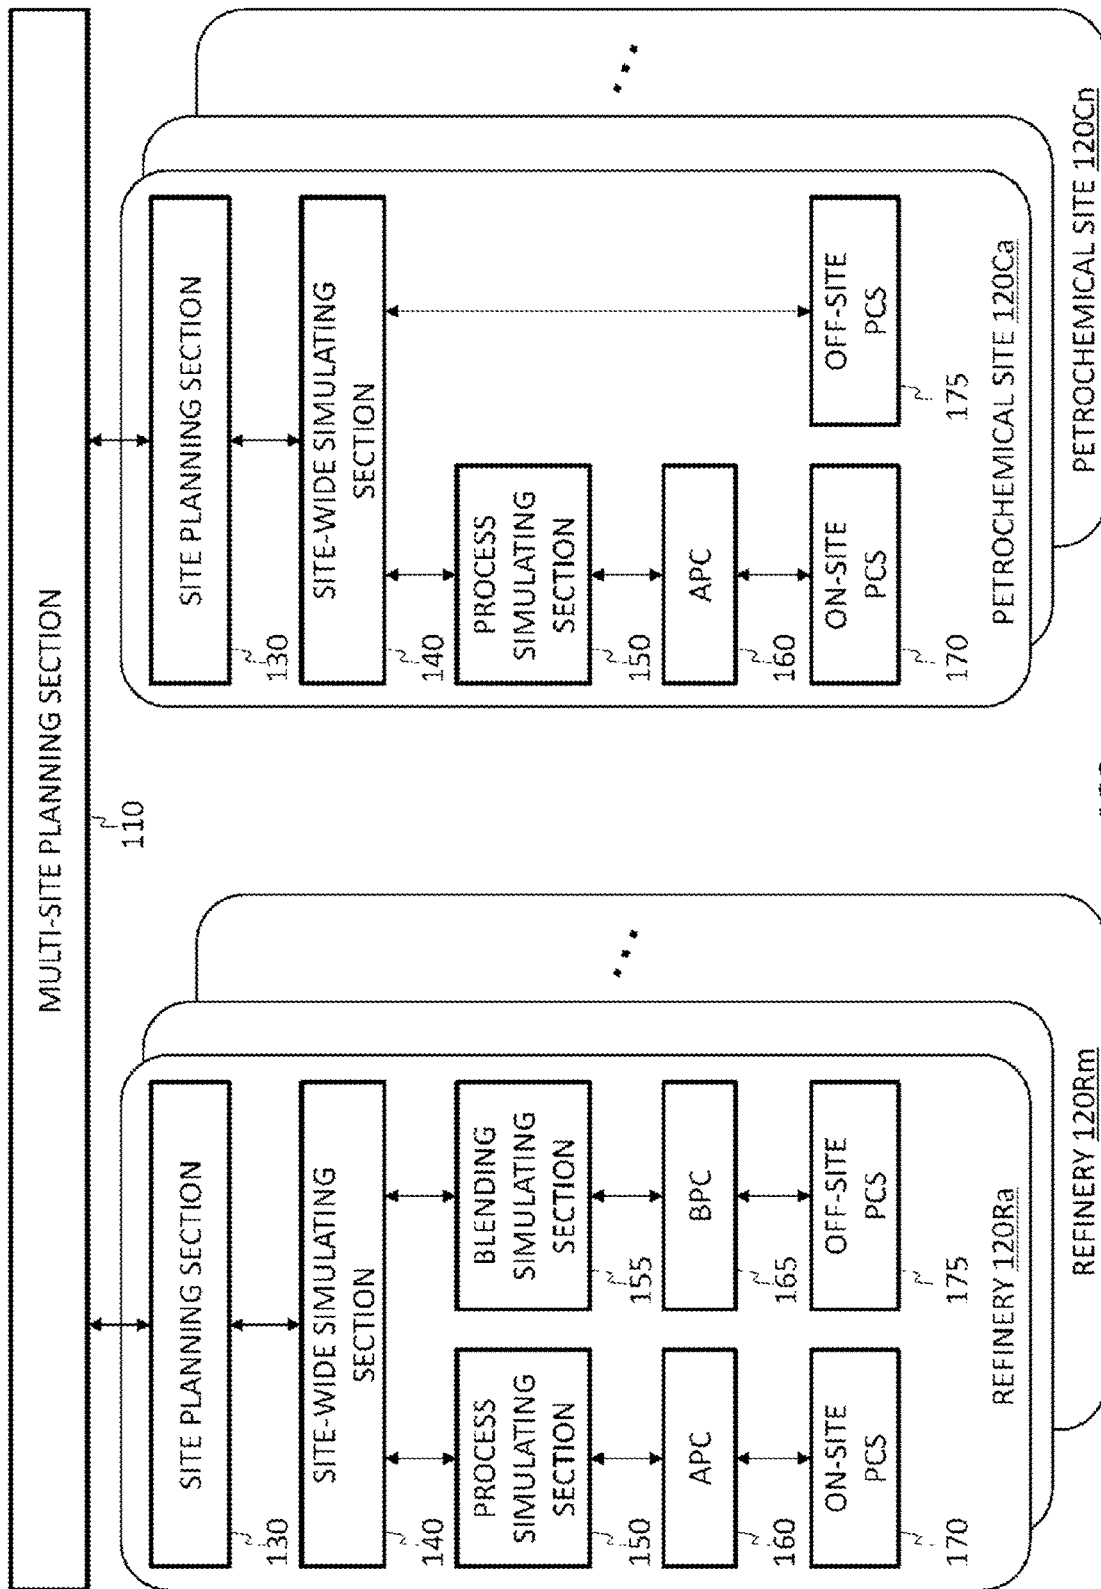 MULTI-SITE PLANNING SECTION
110
SITE PLANNING SECTION
130
SITE-WIDE SIMULATING
SECTION
140
PROCESS
SIMULATING
SECTION
150
BLENDING
SIMULATING
SECTION
155
APC
160
BPC
165
ON-SITE
PCS
170
OFF-SITE
PCS
175
REFINERY 120Ra
REFINERY 120Rm
SITE PLANNING SECTION
130
SITE-WIDE SIMULATING
SECTION
140
PROCESS
SIMULATING
SECTION
150
APC
160
ON-SITE
PCS
170
OFF-SITE
PCS
175
PETROCHEMICAL SITE 120Ca
PETROCHEMICAL SITE 120Cn